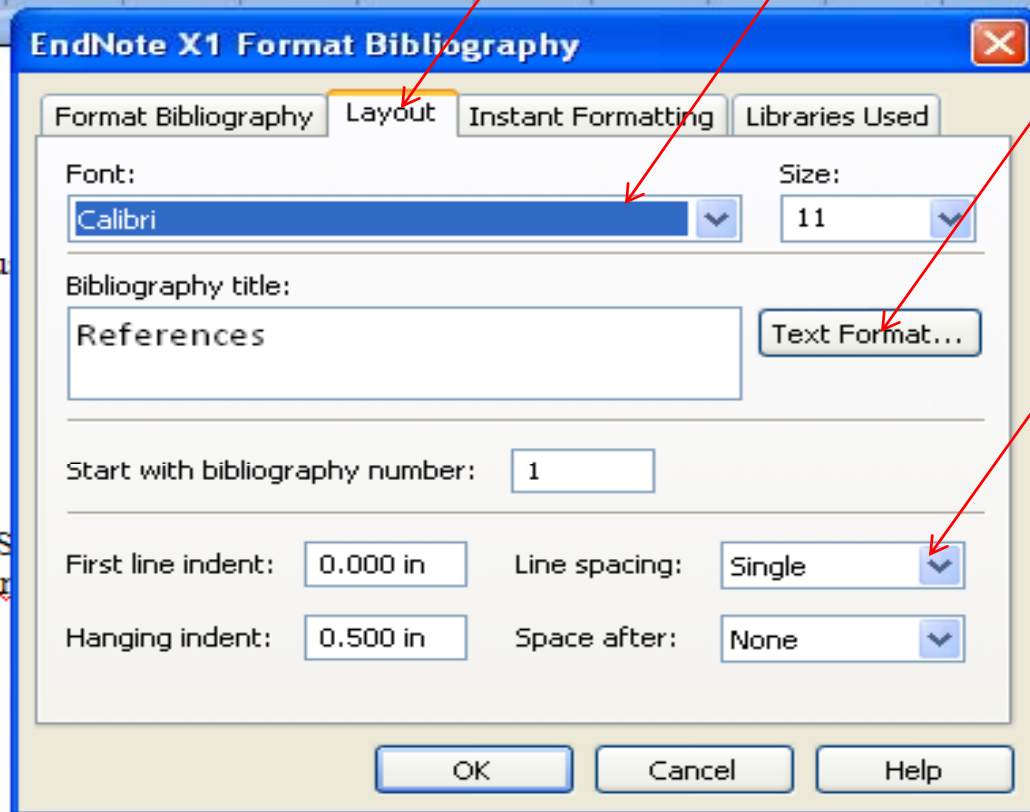 EndNote X1 Format Bibliography
Format Bibliography Layout Instant Formatting Libraries Used
Font: Size:
Calibri 11
Bibliography title:
References Text Format...
Start with bibliography number: 1
First line indent: 0.000 in Line spacing: Single
Hanging indent: 0.500 in Space after: None
OK Cancel Help